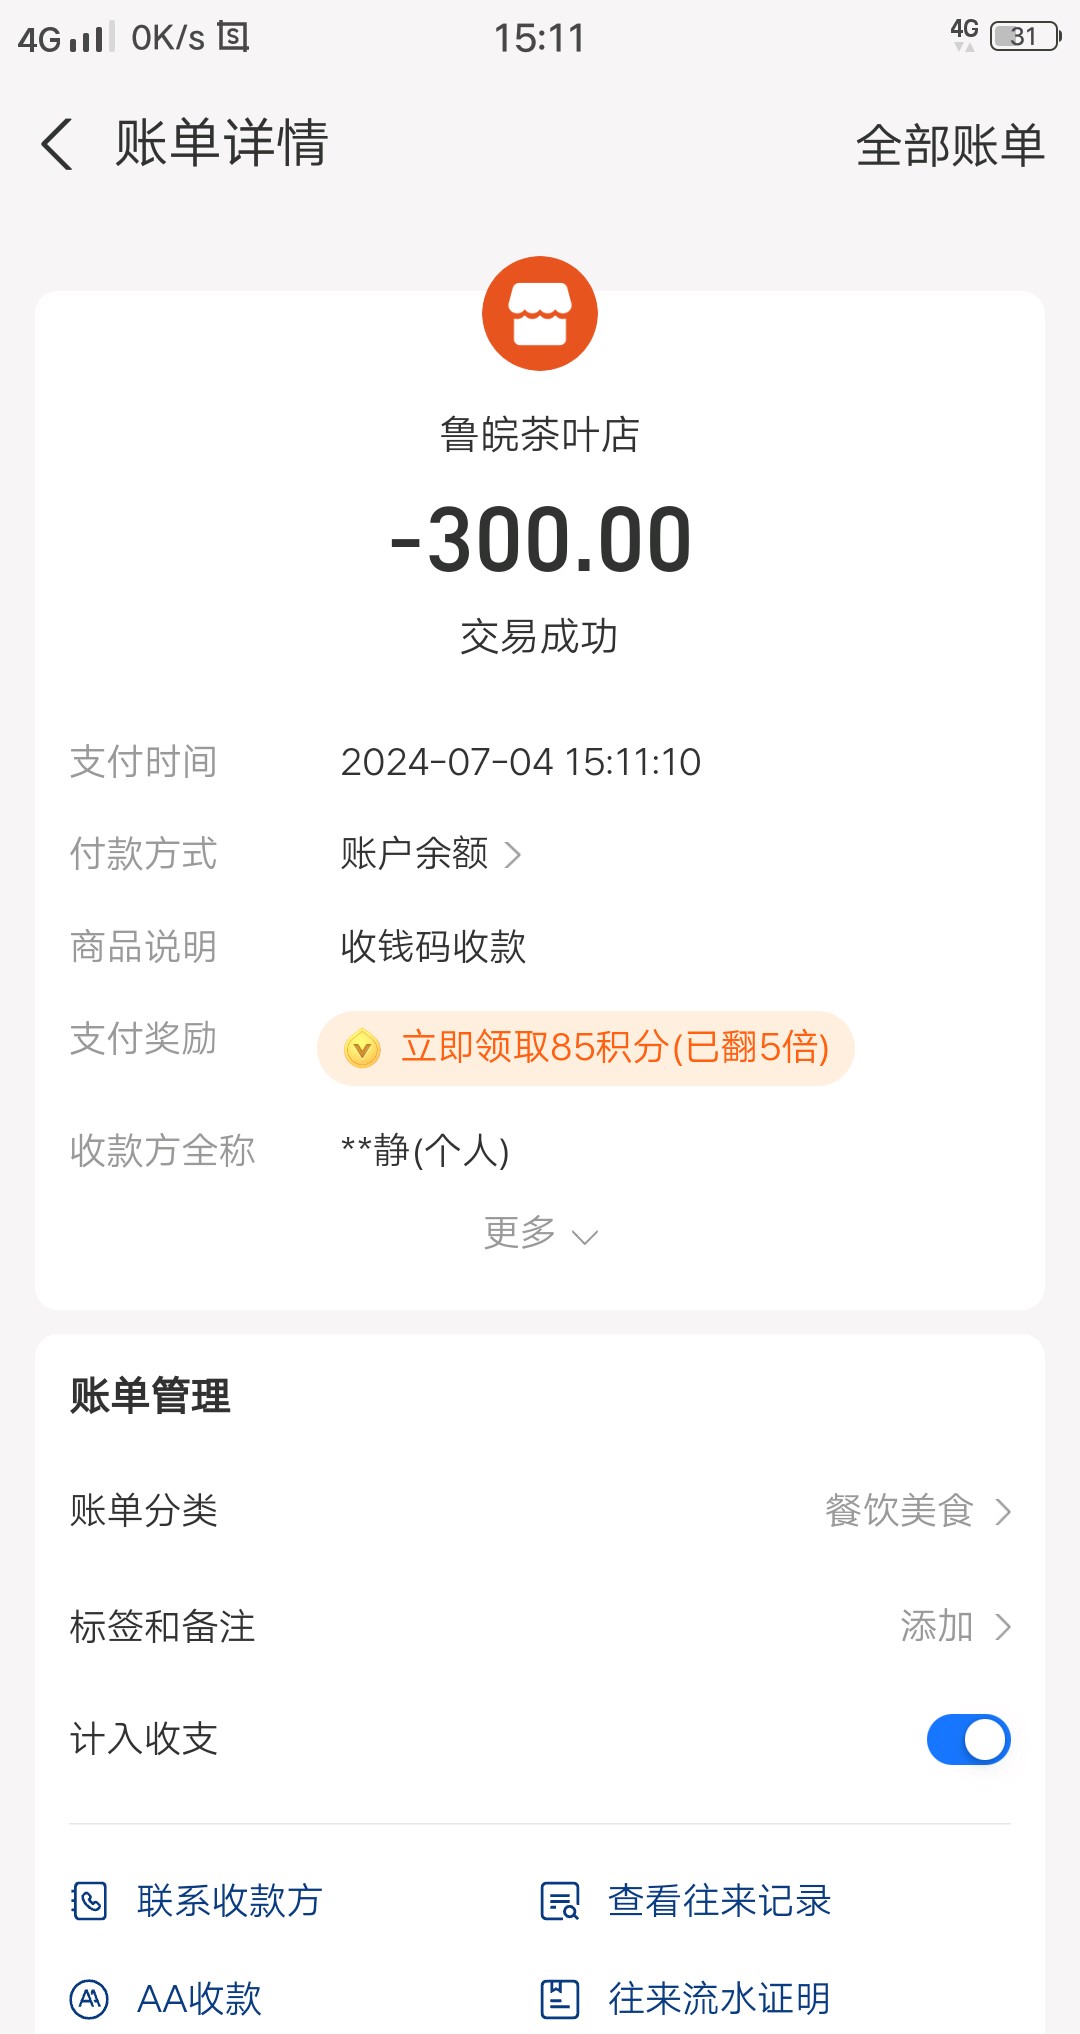 4G 0K/s 15:11 4G 31
账单详情 全部账单
鲁皖茶叶店
-300.00
交易成功
支付时间 2024-07-04 15:11:10
付款方式 账户余额
商品说明 收钱码收款
支付奖励 立即领取85积分(已翻5倍)
收款方全称 **静(个人)
更多
账单管理
账单分类 餐饮美食
标签和备注 添加
计入收支
联系收款方 查看往来记录
AA收款 往来流水证明